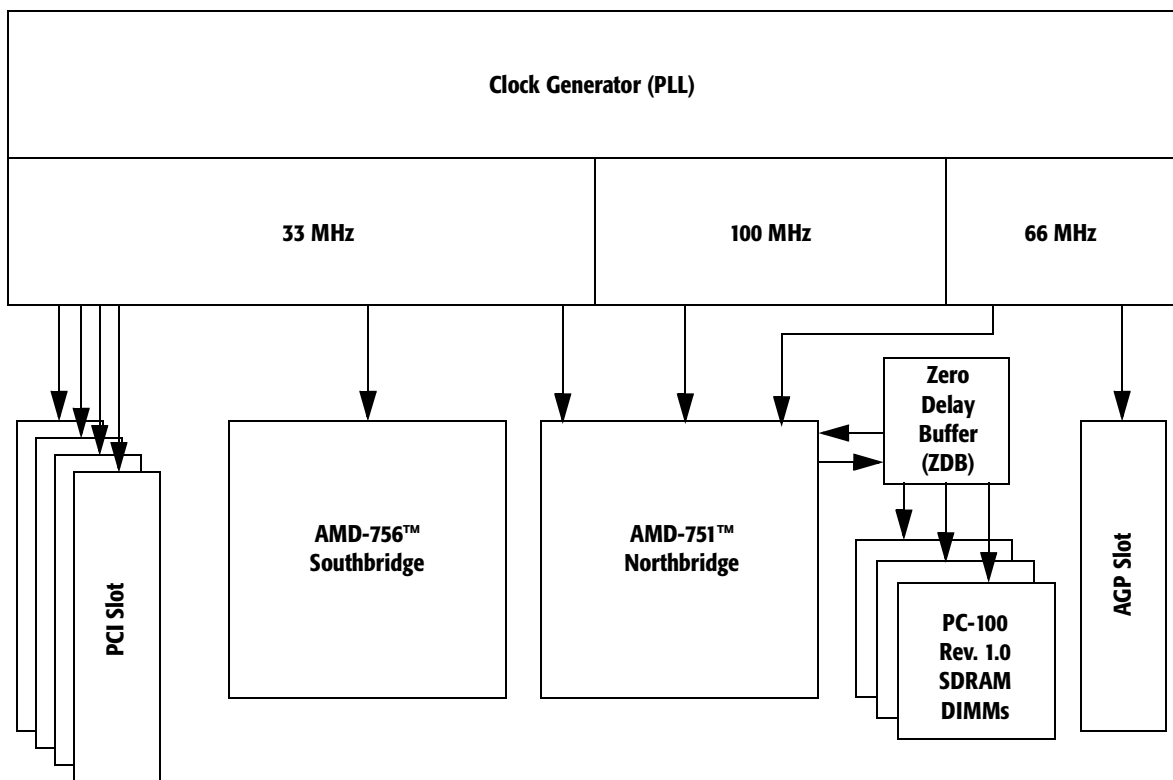 Clock Generator (PLL)
33 MHz
100 MHz
66 MHz
Zero
Delay
Buffer
(ZDB)
AMD-756™
Southbridge
AMD-751™
Northbridge
PCI Slot
AGP Slot
PC-100
Rev. 1.0
SDRAM
DIMMs